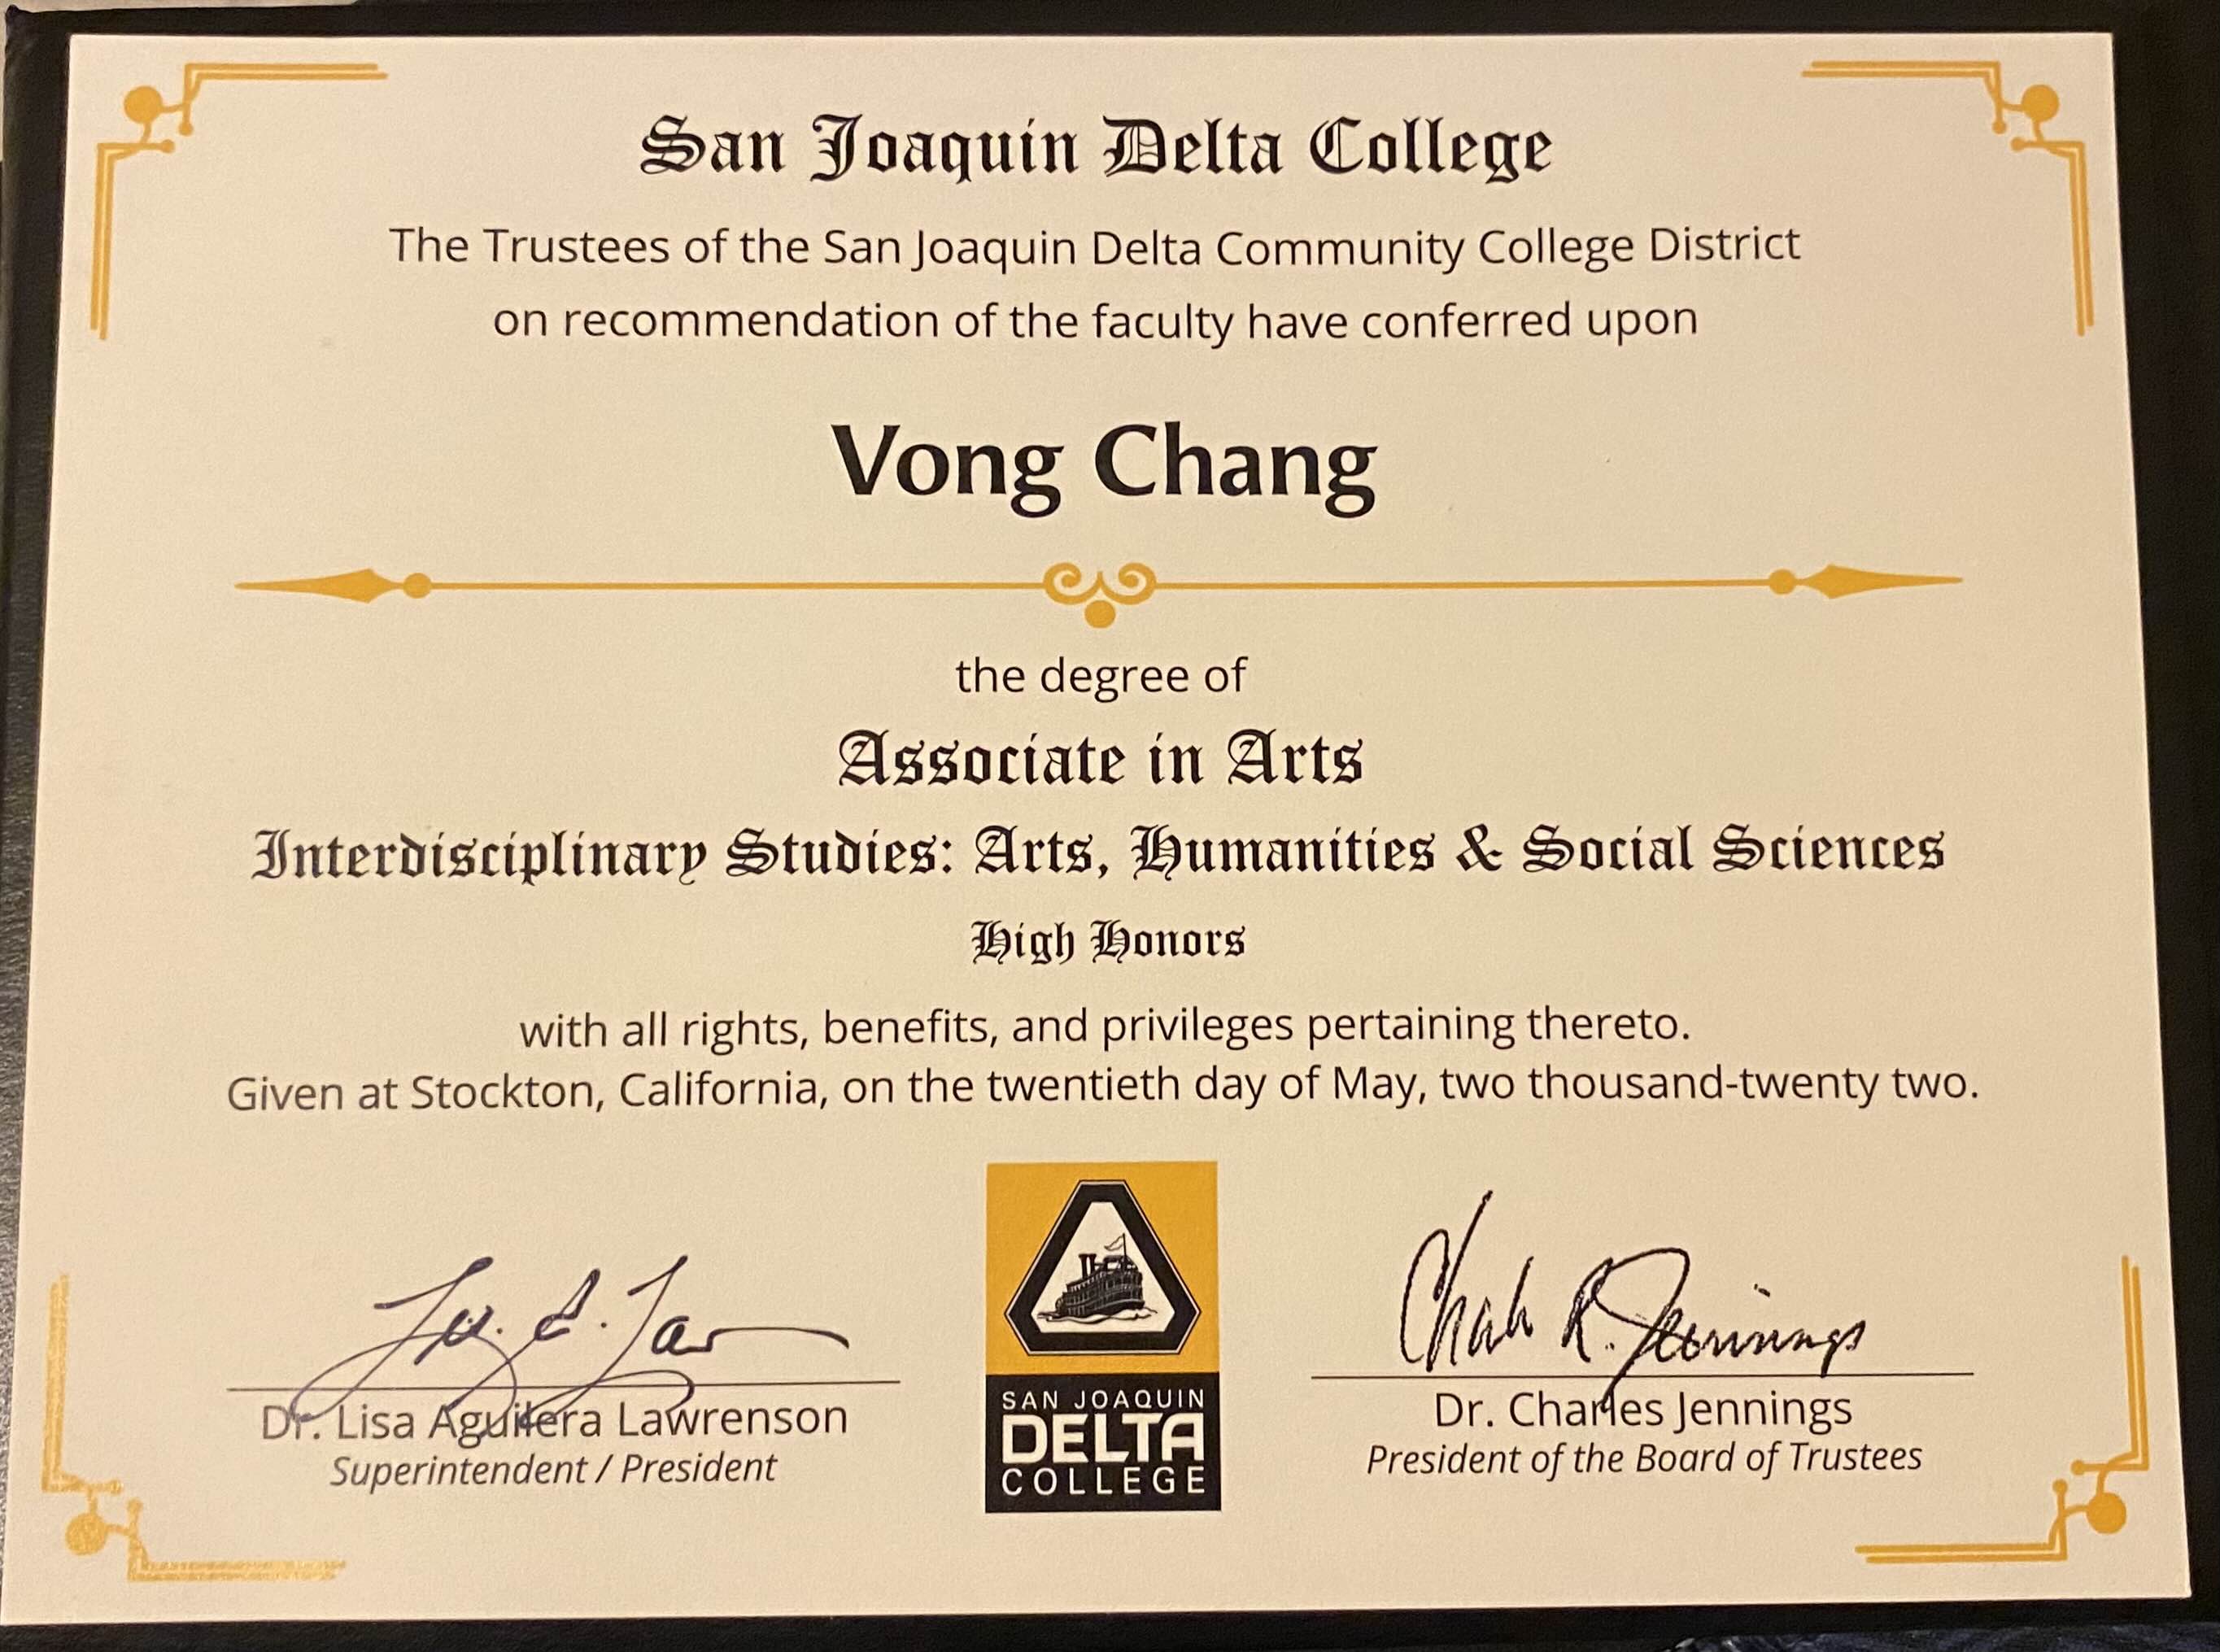 San Joaquin Delta College
The Trustees of the San Joaquin Delta Community College District
on recommendation of the faculty have conferred upon
Vong Chang
the degree of
Associate in Arts
Interdisciplinary Studies: Arts, Humanities & Social Sciences
High Honors
with all rights, benefits, and privileges pertaining thereto.
Given at Stockton, California, on the twentieth day of May, two thousand-twenty two.
Dr. Lisa Aguilera Lawrenson
Superintendent / President
SAN JOAQUIN
DELTA
COLLEGE
Charles R. Jennings
Dr. Charles Jennings
President of the Board of Trustees